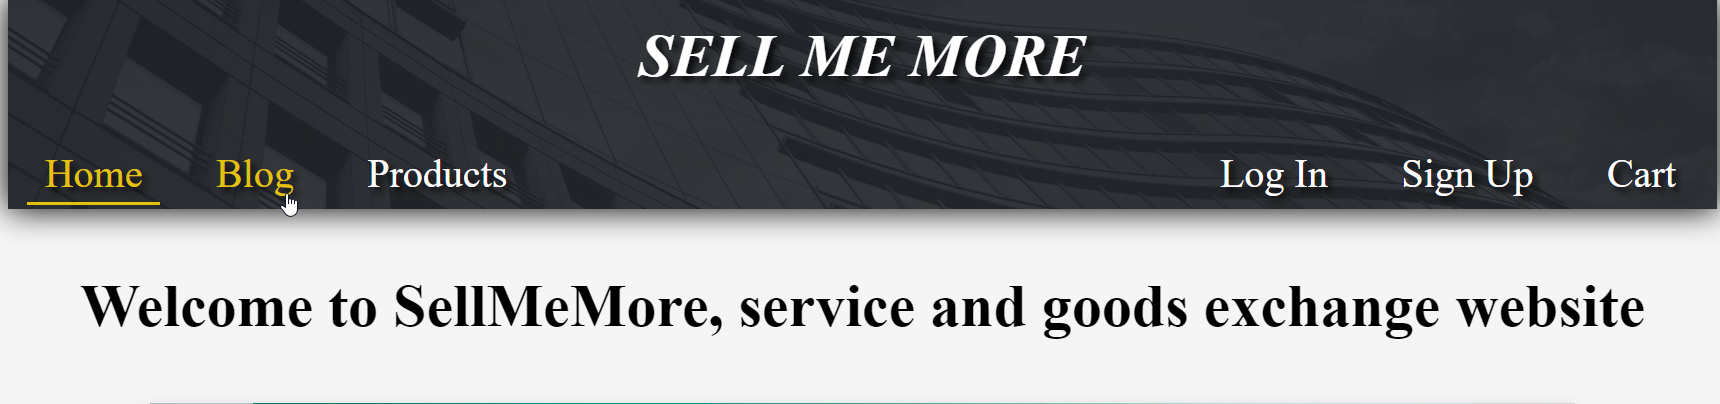 SELL ME MORE
Home Blog Products Log In Sign Up Cart
Welcome to SellMeMore, service and goods exchange website